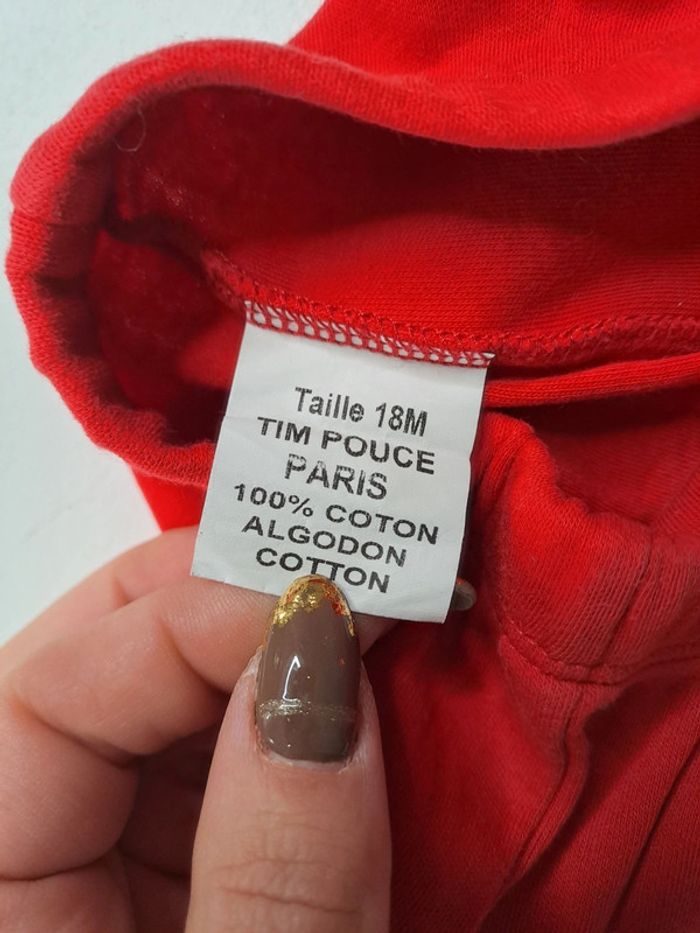 Taille 18M
TIM POUCE
PARIS
100% COTON
ALGODON
COTTON